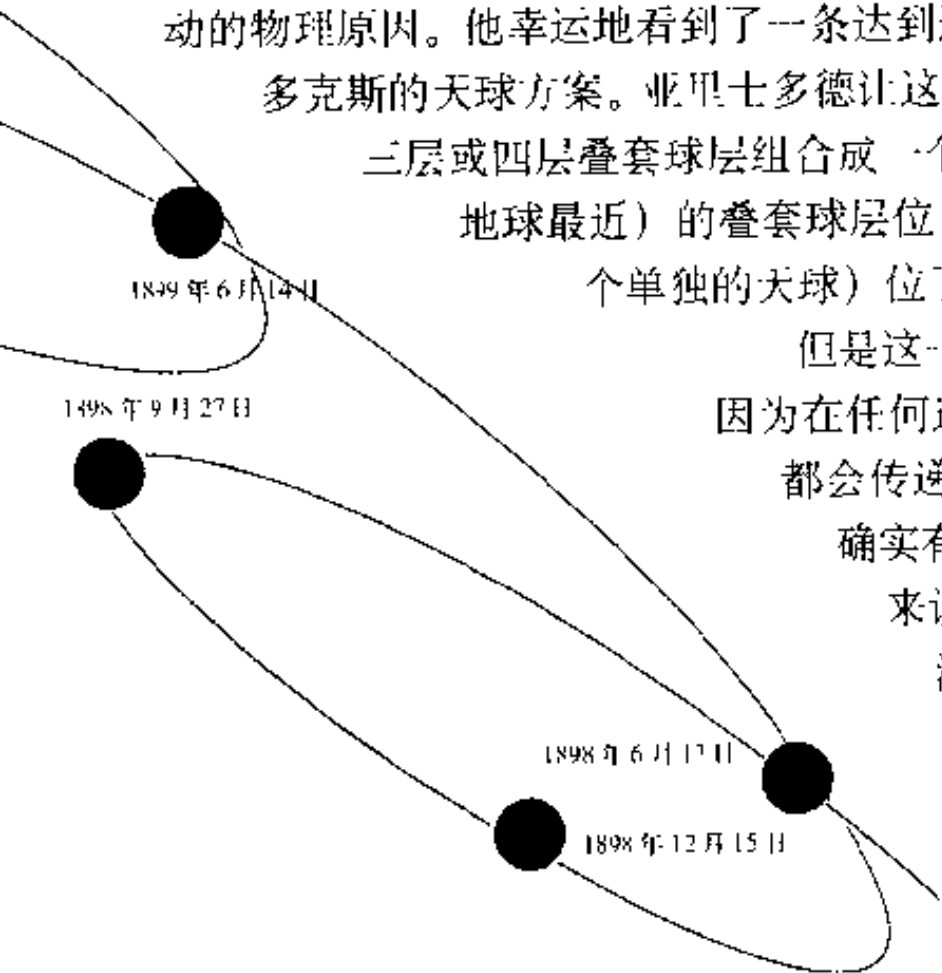 动的物理原因。他幸运地看到了一条达到
多克斯的天球方案。亚里士多德让这
三层或四层叠套球层组合成一个
地球最近）的叠套球层位
个单独的天球）位
1899年6月14日
但是这
1898年9月27日
因为在任何
都会传递
确实有
来
1898年6月17日
1898年12月15日